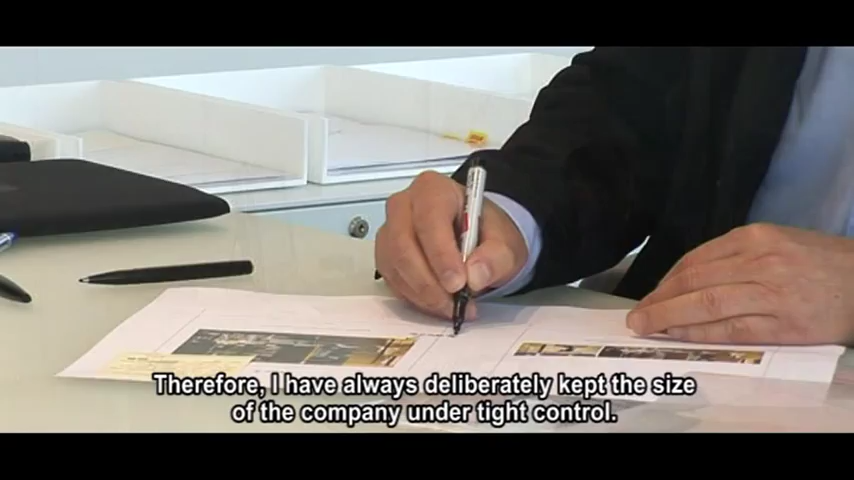 Therefore, I have always deliberately kept the size
of the company under tight control.